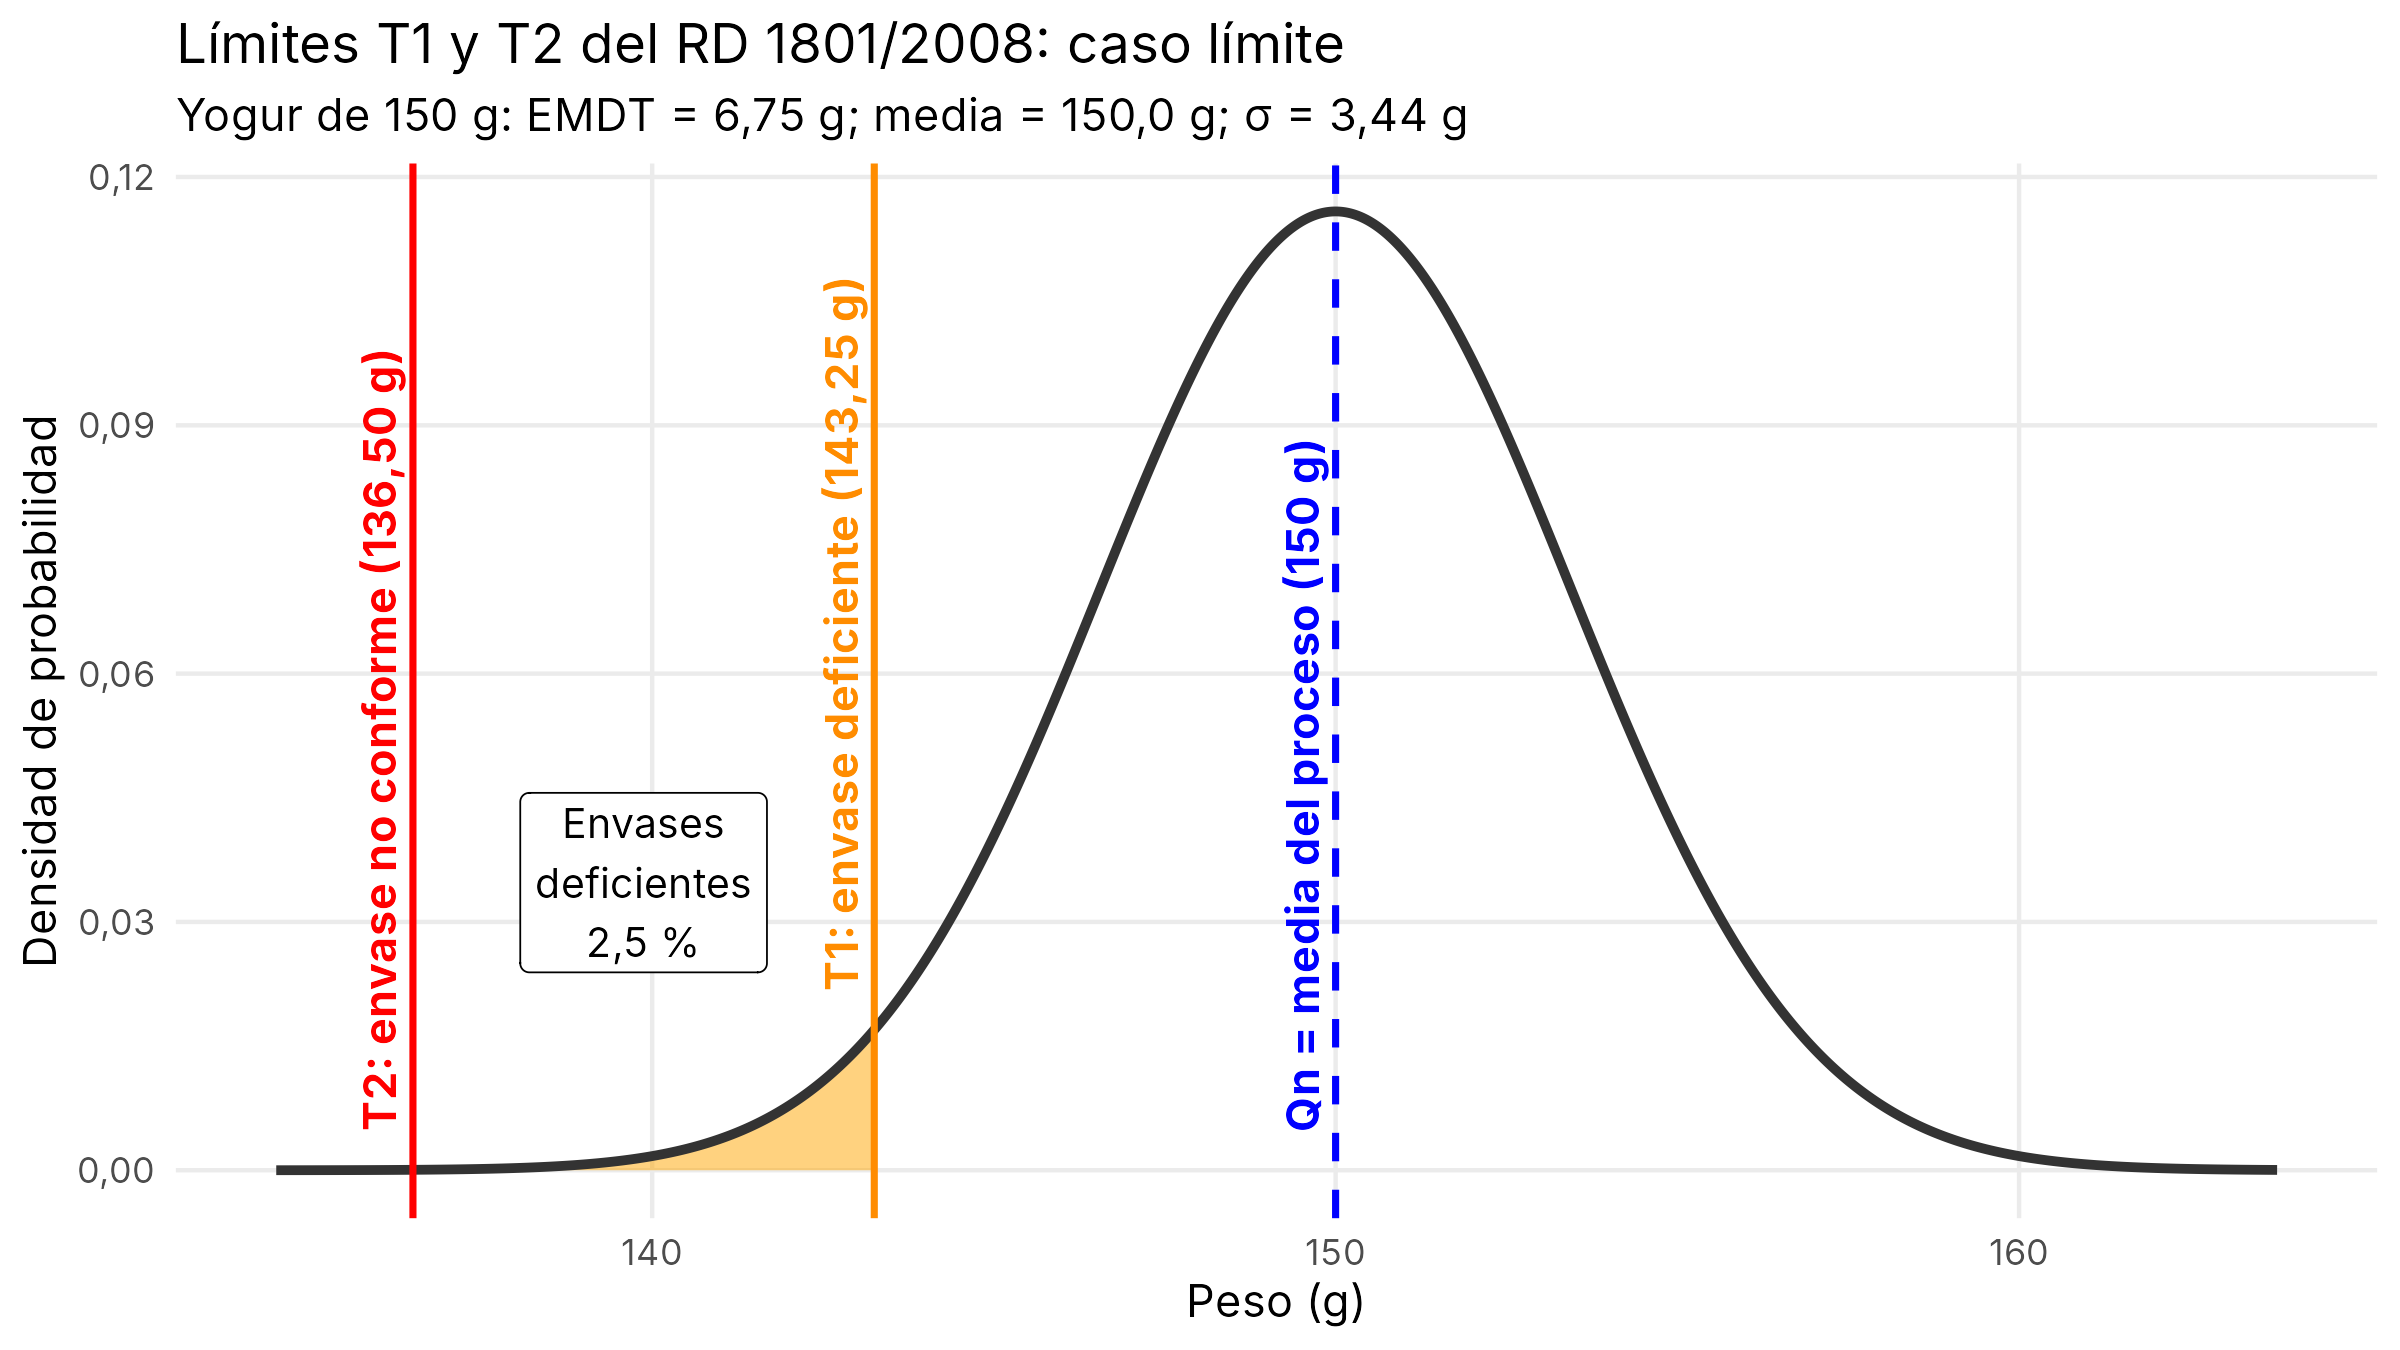 Límites T1 y T2 del RD 1801/2008: caso límite
Yogur de 150 g: EMDT = 6,75 g; media = 150,0 g; σ = 3,44 g
Densidad de probabilidad
0,12
0,09
0,06
0,03
0,00
T2: envase no conforme (136,50 g)
Envases
deficientes
2,5 %
T1: envase deficiente (143,25 g)
Qn = media del proceso (150 g)
140
150
160
Peso (g)